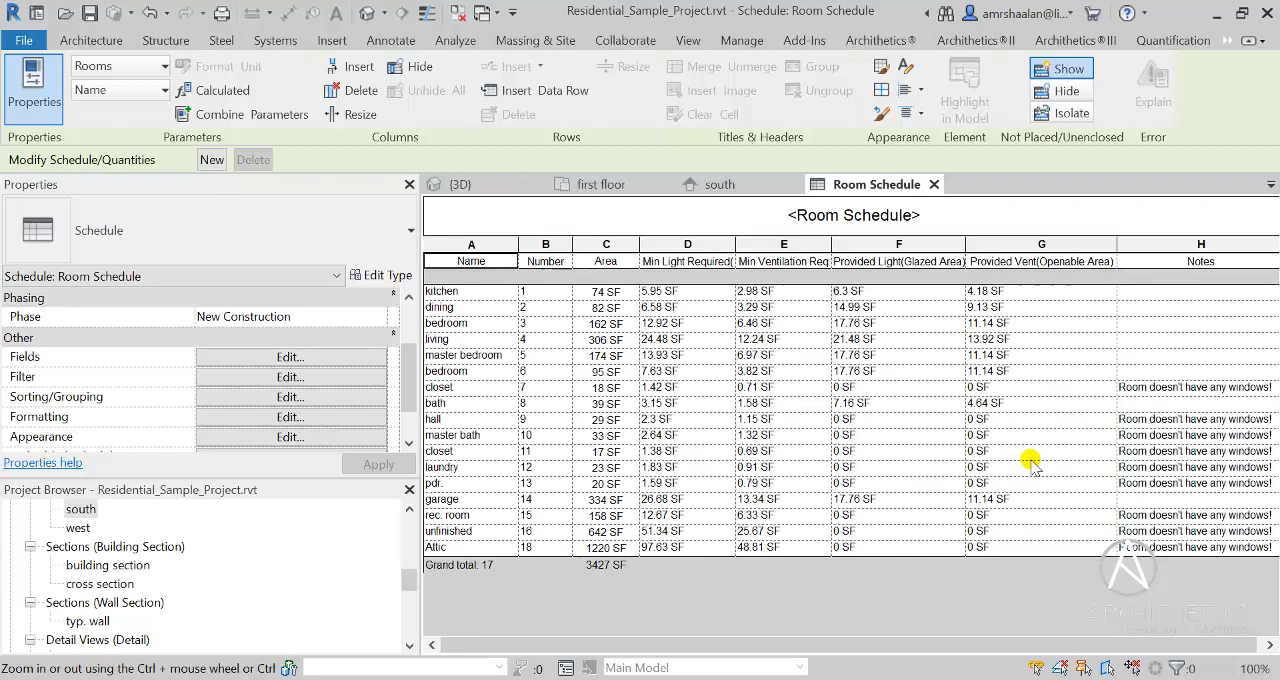 Residential_Sample_Project.rvt - Schedule: Room Schedule
amrshaalan@li...
File Architecture Structure Steel Systems Insert Annotate Analyze Massing & Site Collaborate View Manage Add-Ins Archithetics® Archithetics®II Archithetics®III Quantification
Properties
Rooms
Name
Format Unit
Calculated
Combine Parameters
Insert Hide
Delete Unhide All
Resize
Insert Resize
Insert Data Row
Delete
Merge Unmerge Group
Insert Image Ungroup
Clear Cell
Highlight
in Model
Show
Hide
Isolate
Explain
Properties Parameters Columns Rows Titles & Headers Appearance Element Not Placed/Unenclosed Error
Modify Schedule/Quantities New Delete
Properties
Schedule
Schedule: Room Schedule Edit Type
Phasing
Phase New Construction
Other
Fields Edit...
Filter Edit...
Sorting/Grouping Edit...
Formatting Edit...
Appearance Edit...
Properties help Apply
Project Browser - Residential_Sample_Project.rvt
south
west
Sections (Building Section)
building section
cross section
Sections (Wall Section)
typ. wall
Detail Views (Detail)
{3D} first floor south Room Schedule
<Room Schedule>
A B C D E F G H
Name Number Area Min Light Required( Min Ventilation Req Provided Light(Glazed Area) Provided Vent(Openable Area) Notes
kitchen 1 74 SF 5.95 SF 2.98 SF 6.3 SF 4.18 SF
dining 2 82 SF 6.58 SF 3.29 SF 14.99 SF 9.13 SF
bedroom 3 162 SF 12.92 SF 6.46 SF 17.76 SF 11.14 SF
living 4 306 SF 24.48 SF 12.24 SF 21.48 SF 13.92 SF
master bedroom 5 174 SF 13.93 SF 6.97 SF 17.76 SF 11.14 SF
bedroom 6 95 SF 7.63 SF 3.82 SF 17.76 SF 11.14 SF
closet 7 18 SF 1.42 SF 0.71 SF 0 SF 0 SF Room doesn't have any windows!
bath 8 39 SF 3.15 SF 1.58 SF 7.16 SF 4.64 SF
hall 9 29 SF 2.3 SF 1.15 SF 0 SF 0 SF Room doesn't have any windows!
master bath 10 33 SF 2.64 SF 1.32 SF 0 SF 0 SF Room doesn't have any windows!
closet 11 17 SF 1.38 SF 0.69 SF 0 SF 0 SF Room doesn't have any windows!
laundry 12 23 SF 1.83 SF 0.91 SF 0 SF 0 SF Room doesn't have any windows!
pdr. 13 20 SF 1.59 SF 0.79 SF 0 SF 0 SF Room doesn't have any windows!
garage 14 334 SF 26.68 SF 13.34 SF 17.76 SF 11.14 SF
rec. room 15 158 SF 12.67 SF 6.33 SF 0 SF 0 SF Room doesn't have any windows!
unfinished 16 642 SF 51.34 SF 25.67 SF 0 SF 0 SF Room doesn't have any windows!
Attic 18 1220 SF 97.63 SF 48.81 SF 0 SF 0 SF Room doesn't have any windows!
Grand total: 17 3427 SF
Zoom in or out using the Ctrl + mouse wheel or Ctrl :0 Main Model :0 100%